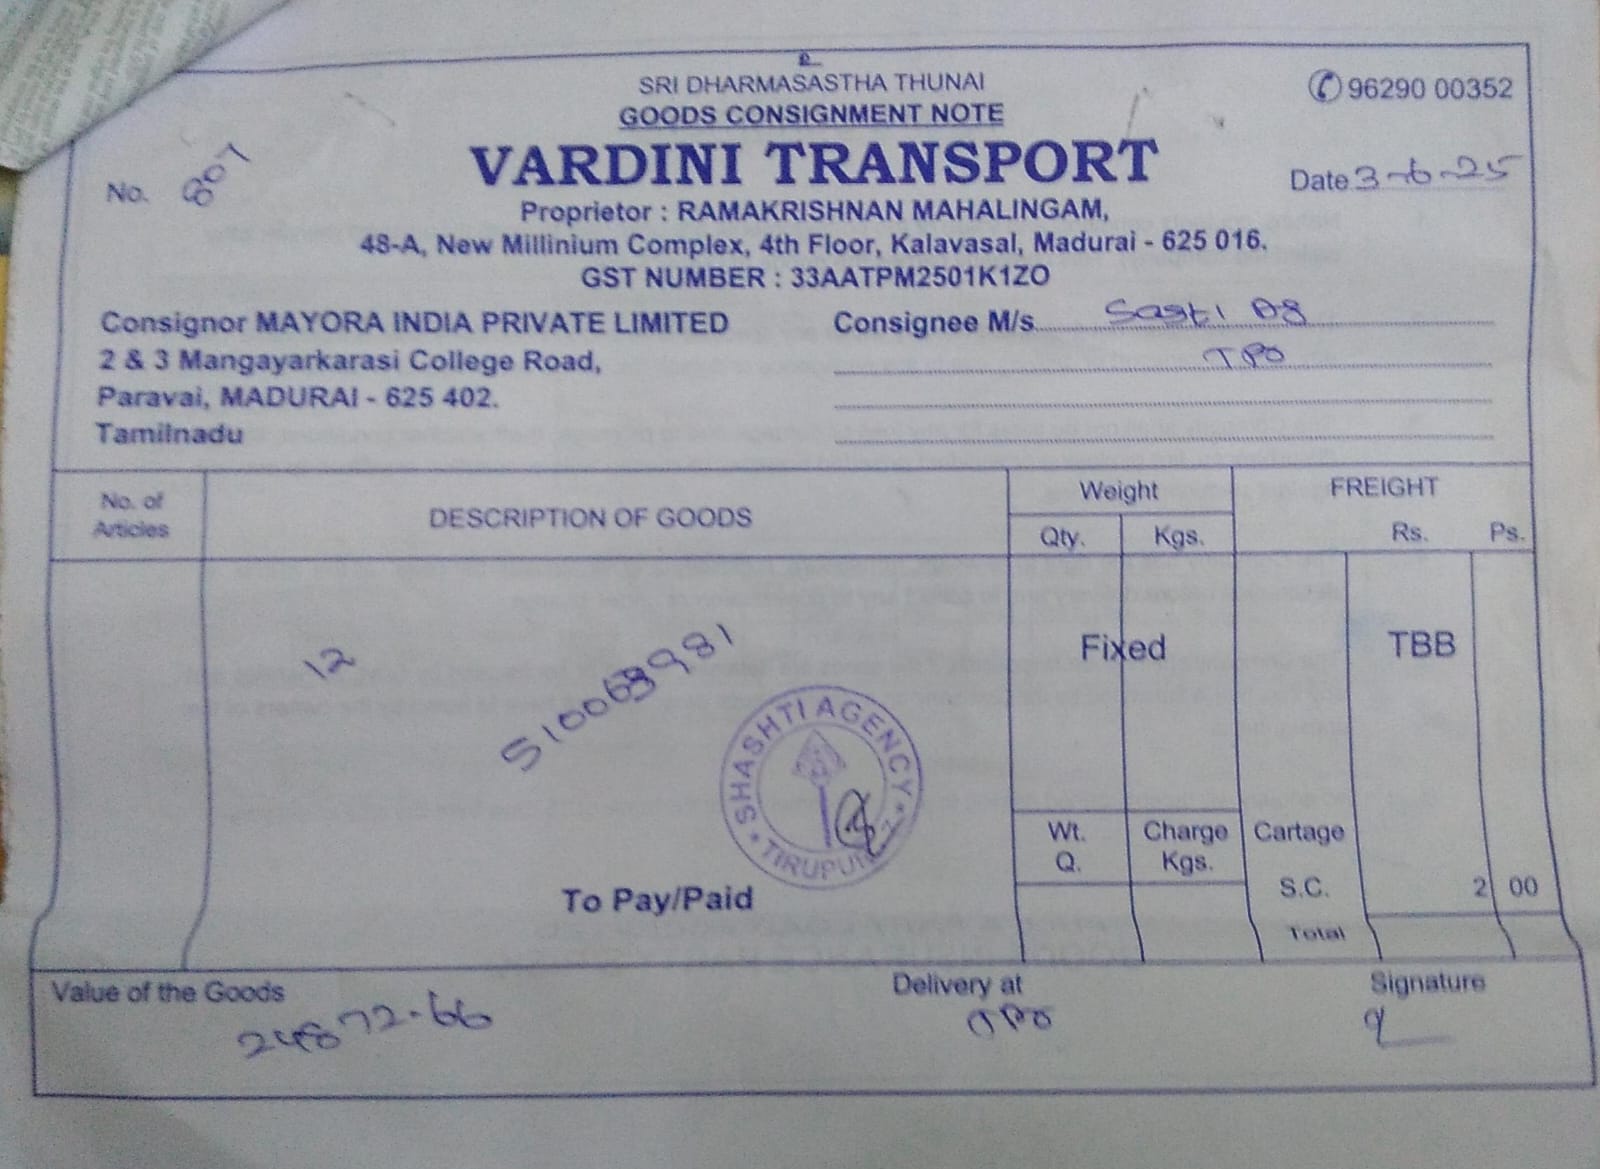 SRI DHARMASASTHA THUNAI
GOODS CONSIGNMENT NOTE
96290 00352
VARDINI TRANSPORT
No. 807
Date 3-6-25
Proprietor : RAMAKRISHNAN MAHALINGAM,
48-A, New Millinium Complex, 4th Floor, Kalavasal, Madurai - 625 016.
GST NUMBER : 33AATPM2501K1ZO
Consignor MAYORA INDIA PRIVATE LIMITED
2 & 3 Mangayarkarasi College Road,
Paravai, MADURAI - 625 402.
Tamilnadu
Consignee M/s. Sasti Ag
TPO
No. of
Articles
DESCRIPTION OF GOODS
Weight
Qty. Kgs.
FREIGHT
Rs. Ps.
12
Fixed
TBB
SHASHTI AGENCY
TIRUPUR
Wt.
Q.
Charge
Kgs.
Cartage
S.C. 2 00
Total
To Pay/Paid
Value of the Goods
24872-66
Delivery at
TPO
Signature